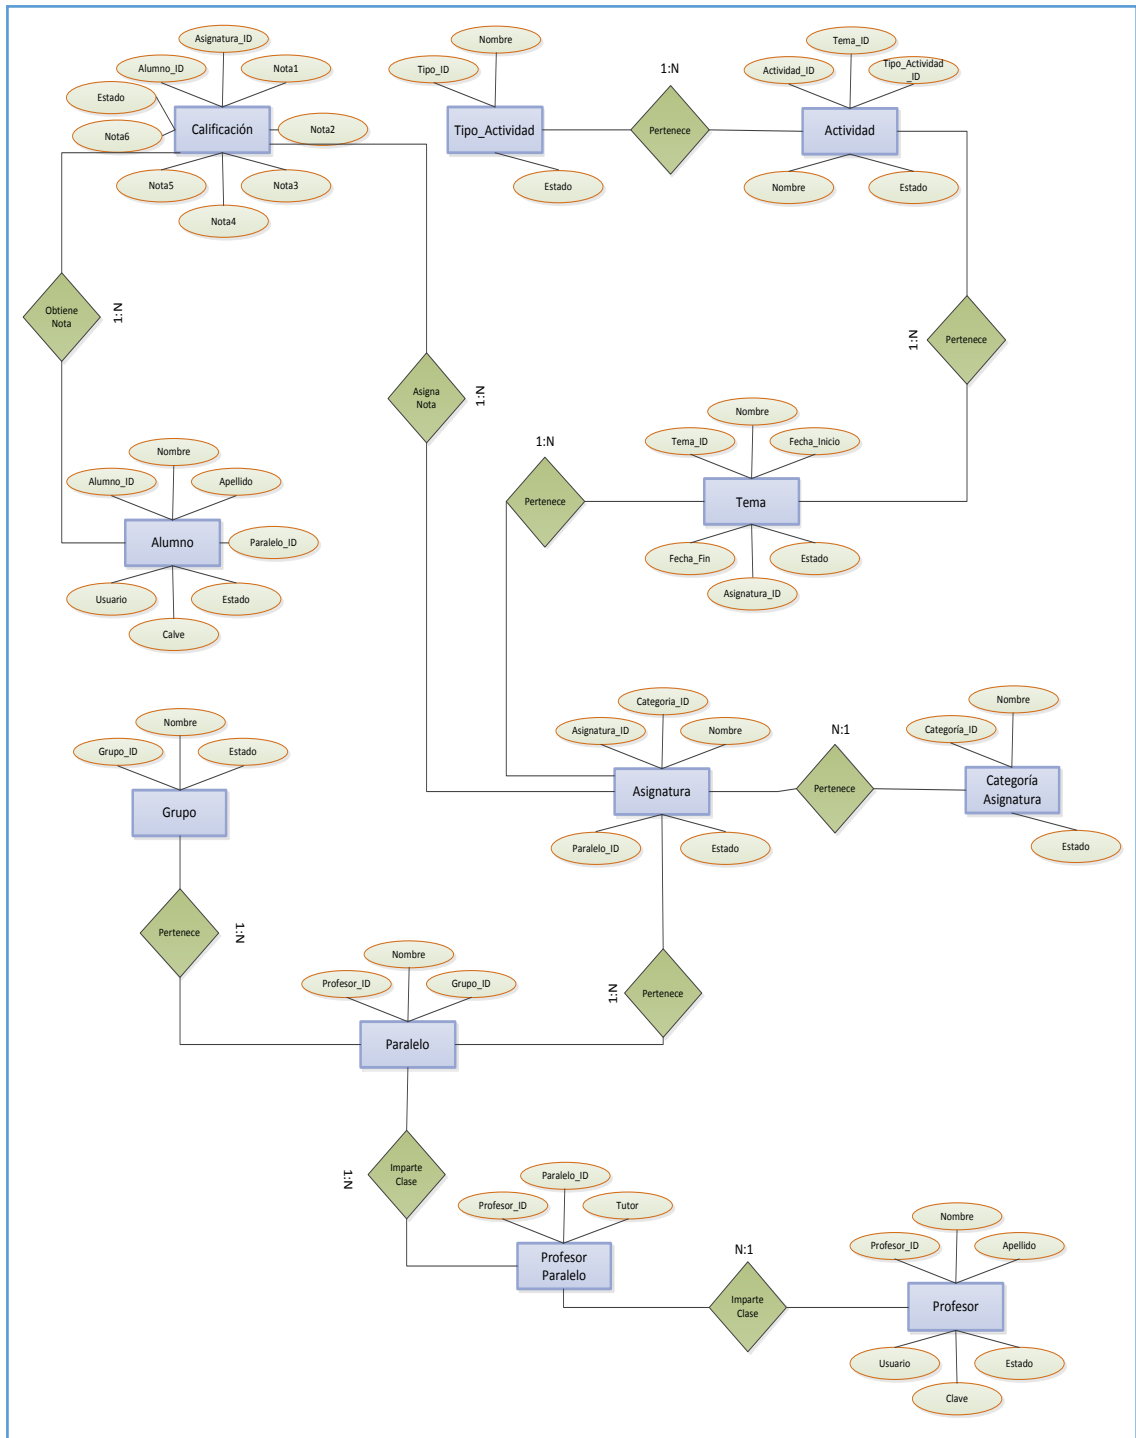 Asignatura_ID
Alumno_ID
Nota1
Estado
Nota6
Calificación
Nota2
Nota5
Nota3
Nota4
Nombre
Tipo_ID
Tipo_Actividad
Estado
1:N
Pertenece
Tema_ID
Actividad_ID
Tipo_Actividad
_ID
Actividad
Nombre
Estado
Obtiene
Nota
1:N
Asigna
Nota
1:N
1:N
Pertenece
Nombre
Tema_ID
Fecha_Inicio
1:N
Pertenece
Tema
Fecha_Fin
Estado
Asignatura_ID
Nombre
Alumno_ID
Apellido
Alumno
Paralelo_ID
Usuario
Estado
Calve
Nombre
Grupo_ID
Estado
Grupo
Categoria_ID
Asignatura_ID
Nombre
Asignatura
Paralelo_ID
Estado
N:1
Pertenece
Nombre
Categoría_ID
Categoría
Asignatura
Estado
Pertenece
1:N
Nombre
Profesor_ID
Grupo_ID
Paralelo
1:N
Pertenece
Imparte
Clase
1:N
Paralelo_ID
Profesor_ID
Tutor
Profesor
Paralelo
N:1
Imparte
Clase
Nombre
Profesor_ID
Apellido
Profesor
Usuario
Estado
Clave